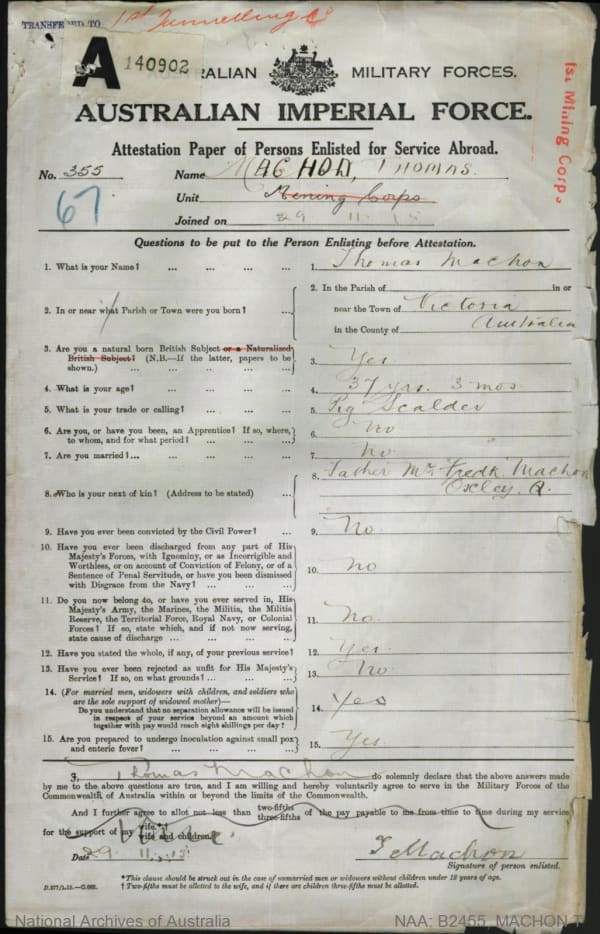 TRANSFERRED TO 1st Tunnelling C
A 140902
AUSTRALIAN MILITARY FORCES.
AUSTRALIAN IMPERIAL FORCE.
1st Mining Corps
Attestation Paper of Persons Enlisted for Service Abroad.
No. 355 Name MACHON, THOMAS.
67
Unit Mining Corps
Joined on 29 11 15
Questions to be put to the Person Enlisting before Attestation.
1. What is your Name? ... ... ... ... 1. Thomas Machon
2. In or near what Parish or Town were you born? ... 2. In the Parish of in or
near the Town of Victoria
in the County of Australia
3. Are you a natural born British Subject or a Naturalized
British Subject? (N.B.—If the latter, papers to be
shown.) ... ... ... ... 3. Yes
4. What is your age? ... ... ... ... 4. 37 yrs. 3 mos
5. What is your trade or calling? ... ... ... 5. Pig Scalder
6. Are you, or have you been, an Apprentice? If so, where,
to whom, and for what period? ... ... ... 6. No
7. Are you married? ... ... ... ... 7. No
8. Who is your next of kin? (Address to be stated) ... 8. Father Mr Fredk. Machon
Oxley. Q.
9. Have you ever been convicted by the Civil Power? ... 9. No
10. Have you ever been discharged from any part of His
Majesty's Forces, with Ignominy, or as Incorrigible and
Worthless, or on account of Conviction of Felony, or of a
Sentence of Penal Servitude, or have you been dismissed
with Disgrace from the Navy? ... ... ... 10. No
11. Do you now belong to, or have you ever served in, His
Majesty's Army, the Marines, the Militia, the Militia
Reserve, the Territorial Force, Royal Navy, or Colonial
Forces? If so, state which, and if not now serving,
state cause of discharge ... ... ... ... 11. No
12. Have you stated the whole, if any, of your previous service? 12. Yes
13. Have you ever been rejected as unfit for His Majesty's
Service? If so, on what grounds? ... ... ... 13. No
14. (For married men, widowers with children, and soldiers who
are the sole support of widowed mother)—
Do you understand that no separation allowance will be issued
in respect of your service beyond an amount which
together with pay would reach eight shillings per day? 14. Yes
15. Are you prepared to undergo inoculation against small pox
and enteric fever? ... ... ... ... 15. Yes
I, Thomas Machon do solemnly declare that the above answers made
by me to the above questions are true, and I am willing and hereby voluntarily agree to serve in the Military Forces of the
Commonwealth of Australia within or beyond the limits of the Commonwealth.
And I further agree to allot not less than two-fifths
three-fifths of the pay payable to me from time to time during my service
for the support of my wife.*†
wife and children.
Date 29. 11. 15. T Machon
Signature of person enlisted.
*This clause should be struck out in the case of unmarried men or widowers without children under 18 years of age.
† Two-fifths must be allotted to the wife, and if there are children three-fifths must be allotted.
National Archives of Australia NAA: B2455, MACHON T